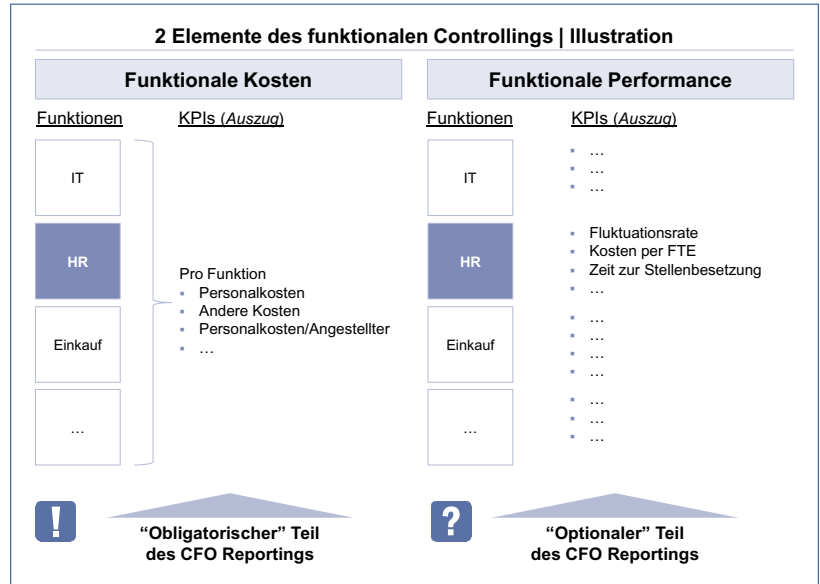 2 Elemente des funktionalen Controllings | Illustration
Funktionale Kosten
Funktionen
KPIs (Auszug)
IT
HR
Einkauf
…
Pro Funktion
▪ Personalkosten
▪ Andere Kosten
▪ Personalkosten/Angestellter
▪ …
!
“Obligatorischer” Teil
des CFO Reportings
Funktionale Performance
Funktionen
KPIs (Auszug)
IT
▪ …
▪ …
▪ …
HR
▪ Fluktuationsrate
▪ Kosten per FTE
▪ Zeit zur Stellenbesetzung
▪ …
Einkauf
▪ …
▪ …
▪ …
▪ …
…
▪ …
▪ …
▪ …
?
“Optionaler” Teil
des CFO Reportings